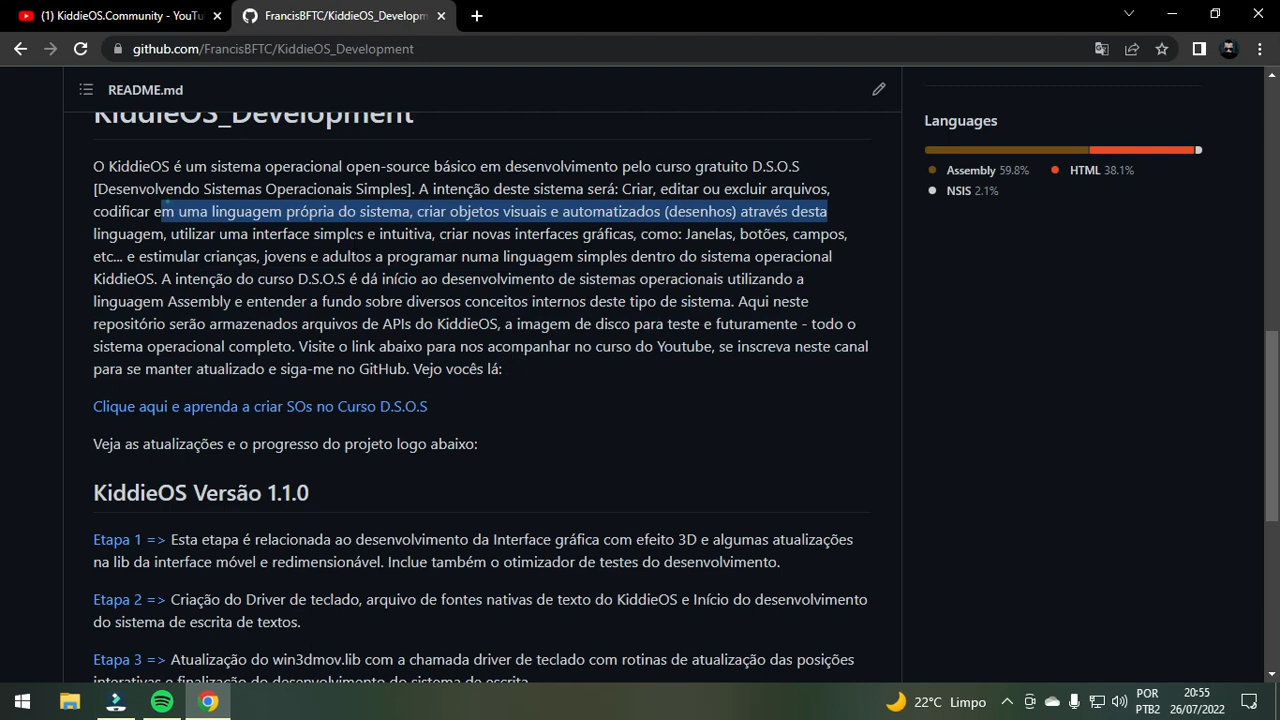 (1) KiddieOS.Community - YouTu
FrancisBFTC/KiddieOS_Developm
github.com/FrancisBFTC/KiddieOS_Development
README.md
KiddieOS_Development
O KiddieOS é um sistema operacional open-source básico em desenvolvimento pelo curso gratuito D.S.O.S
[Desenvolvendo Sistemas Operacionais Simples]. A intenção deste sistema será: Criar, editar ou excluir arquivos,
codificar em uma linguagem própria do sistema, criar objetos visuais e automatizados (desenhos) através desta
linguagem, utilizar uma interface simples e intuitiva, criar novas interfaces gráficas, como: Janelas, botões, campos,
etc... e estimular crianças, jovens e adultos a programar numa linguagem simples dentro do sistema operacional
KiddieOS. A intenção do curso D.S.O.S é dá início ao desenvolvimento de sistemas operacionais utilizando a
linguagem Assembly e entender a fundo sobre diversos conceitos internos deste tipo de sistema. Aqui neste
repositório serão armazenados arquivos de APIs do KiddieOS, a imagem de disco para teste e futuramente - todo o
sistema operacional completo. Visite o link abaixo para nos acompanhar no curso do Youtube, se inscreva neste canal
para se manter atualizado e siga-me no GitHub. Vejo vocês lá:
Clique aqui e aprenda a criar SOs no Curso D.S.O.S
Veja as atualizações e o progresso do projeto logo abaixo:
KiddieOS Versão 1.1.0
Etapa 1 => Esta etapa é relacionada ao desenvolvimento da Interface gráfica com efeito 3D e algumas atualizações
na lib da interface móvel e redimensionável. Inclue também o otimizador de testes do desenvolvimento.
Etapa 2 => Criação do Driver de teclado, arquivo de fontes nativas de texto do KiddieOS e Início do desenvolvimento
do sistema de escrita de textos.
Etapa 3 => Atualização do win3dmov.lib com a chamada driver de teclado com rotinas de atualização das posições
interativas e finalização do desenvolvimento do sistema de escrita.
Languages
Assembly 59.8%
HTML 38.1%
NSIS 2.1%
22°C Limpo
POR
PTB2
20:55
26/07/2022